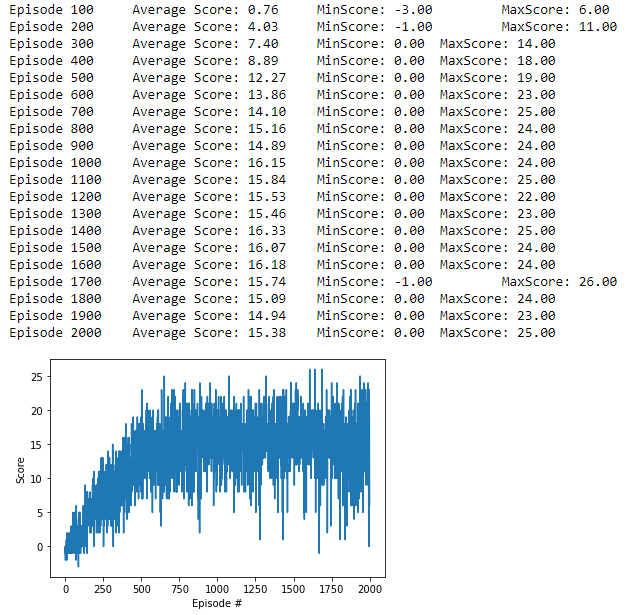 Episode 100 Average Score: 0.76 MinScore: -3.00 MaxScore: 6.00
Episode 200 Average Score: 4.03 MinScore: -1.00 MaxScore: 11.00
Episode 300 Average Score: 7.40 MinScore: 0.00 MaxScore: 14.00
Episode 400 Average Score: 8.89 MinScore: 0.00 MaxScore: 18.00
Episode 500 Average Score: 12.27 MinScore: 0.00 MaxScore: 19.00
Episode 600 Average Score: 13.86 MinScore: 0.00 MaxScore: 23.00
Episode 700 Average Score: 14.10 MinScore: 0.00 MaxScore: 25.00
Episode 800 Average Score: 15.16 MinScore: 0.00 MaxScore: 24.00
Episode 900 Average Score: 14.89 MinScore: 0.00 MaxScore: 24.00
Episode 1000 Average Score: 16.15 MinScore: 0.00 MaxScore: 24.00
Episode 1100 Average Score: 15.84 MinScore: 0.00 MaxScore: 25.00
Episode 1200 Average Score: 15.53 MinScore: 0.00 MaxScore: 22.00
Episode 1300 Average Score: 15.46 MinScore: 0.00 MaxScore: 23.00
Episode 1400 Average Score: 16.33 MinScore: 0.00 MaxScore: 25.00
Episode 1500 Average Score: 16.07 MinScore: 0.00 MaxScore: 24.00
Episode 1600 Average Score: 16.18 MinScore: 0.00 MaxScore: 24.00
Episode 1700 Average Score: 15.74 MinScore: -1.00 MaxScore: 26.00
Episode 1800 Average Score: 15.09 MinScore: 0.00 MaxScore: 24.00
Episode 1900 Average Score: 14.94 MinScore: 0.00 MaxScore: 23.00
Episode 2000 Average Score: 15.38 MinScore: 0.00 MaxScore: 25.00
25
20
15
10
5
0
Score
0 250 500 750 1000 1250 1500 1750 2000
Episode #